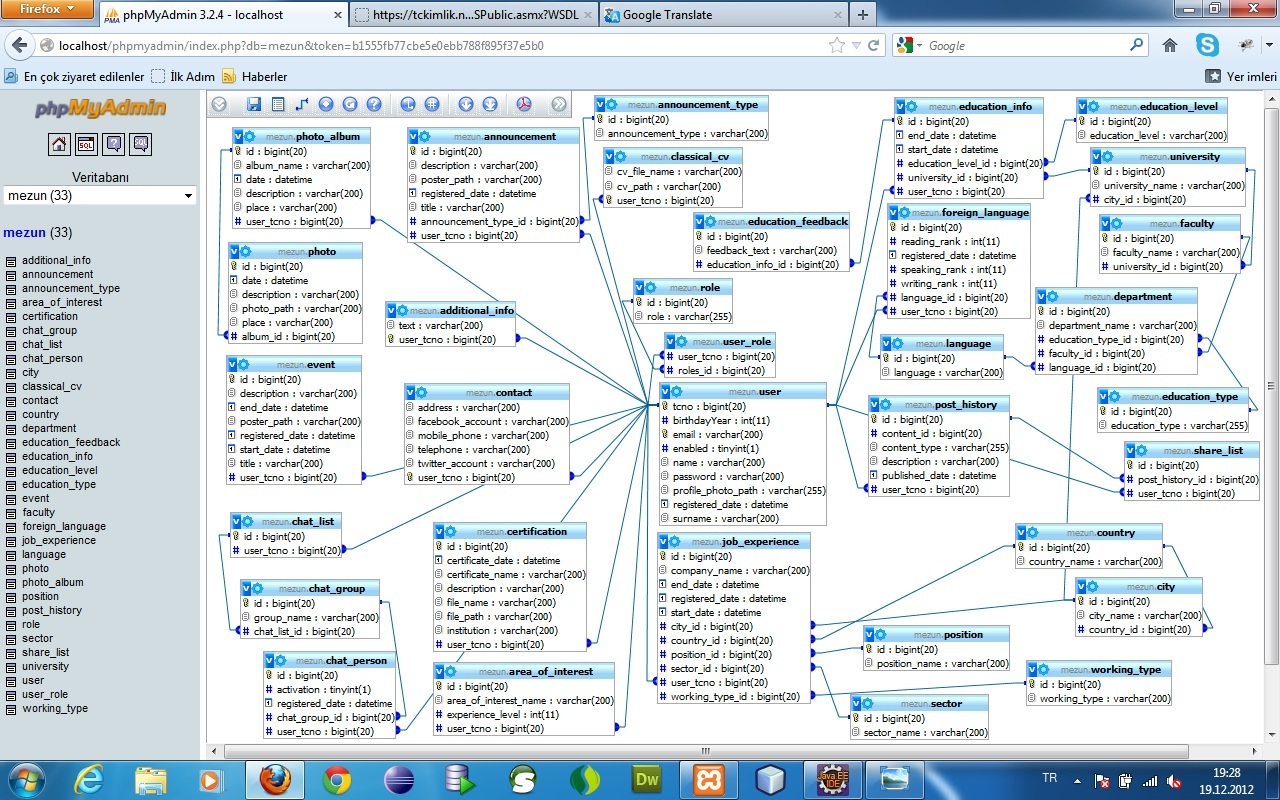 Firefox
phpMyAdmin 3.2.4 - localhost
https://tckimlik.n...SPublic.asmx?WSDL
Google Translate
localhost/phpmyadmin/index.php?db=mezun&token=b1555fb77cbe5e0ebb788f895f37e5b0
Google
En çok ziyaret edilenler
İlk Adım
Haberler
Yer imleri
phpMyAdmin
Veritabanı
mezun (33)
mezun (33)
additional_info
announcement
announcement_type
area_of_interest
certification
chat_group
chat_list
chat_person
city
classical_cv
contact
country
department
education_feedback
education_info
education_level
education_type
event
faculty
foreign_language
job_experience
language
photo
photo_album
position
post_history
role
sector
share_list
university
user
user_role
working_type
mezun.photo_album
id : bigint(20)
album_name : varchar(200)
date : datetime
description : varchar(200)
place : varchar(200)
user_tcno : bigint(20)
mezun.photo
id : bigint(20)
date : datetime
description : varchar(200)
photo_path : varchar(200)
place : varchar(200)
album_id : bigint(20)
mezun.event
id : bigint(20)
description : varchar(200)
end_date : datetime
poster_path : varchar(200)
registered_date : datetime
start_date : datetime
title : varchar(200)
user_tcno : bigint(20)
mezun.chat_list
id : bigint(20)
user_tcno : bigint(20)
mezun.chat_group
id : bigint(20)
group_name : varchar(200)
chat_list_id : bigint(20)
mezun.chat_person
id : bigint(20)
activation : tinyint(1)
registered_date : datetime
chat_group_id : bigint(20)
user_tcno : bigint(20)
mezun.announcement
id : bigint(20)
description : varchar(200)
poster_path : varchar(200)
registered_date : datetime
title : varchar(200)
announcement_type_id : bigint(20)
user_tcno : bigint(20)
mezun.additional_info
text : varchar(200)
user_tcno : bigint(20)
mezun.contact
address : varchar(200)
facebook_account : varchar(200)
mobile_phone : varchar(200)
telephone : varchar(200)
twitter_account : varchar(200)
user_tcno : bigint(20)
mezun.certification
id : bigint(20)
certificate_date : datetime
certificate_name : varchar(200)
description : varchar(200)
file_name : varchar(200)
file_path : varchar(200)
institution : varchar(200)
user_tcno : bigint(20)
mezun.area_of_interest
id : bigint(20)
area_of_interest_name : varchar(200)
experience_level : int(11)
user_tcno : bigint(20)
mezun.announcement_type
id : bigint(20)
announcement_type : varchar(200)
mezun.classical_cv
cv_file_name : varchar(200)
cv_path : varchar(200)
user_tcno : bigint(20)
mezun.education_feedback
id : bigint(20)
feedback_text : varchar(200)
education_info_id : bigint(20)
mezun.role
id : bigint(20)
role : varchar(255)
mezun.user_role
user_tcno : bigint(20)
roles_id : bigint(20)
mezun.user
tcno : bigint(20)
birthdayYear : int(11)
email : varchar(200)
enabled : tinyint(1)
name : varchar(200)
password : varchar(200)
profile_photo_path : varchar(255)
registered_date : datetime
surname : varchar(200)
mezun.job_experience
id : bigint(20)
company_name : varchar(200)
end_date : datetime
registered_date : datetime
start_date : datetime
city_id : bigint(20)
country_id : bigint(20)
position_id : bigint(20)
sector_id : bigint(20)
user_tcno : bigint(20)
working_type_id : bigint(20)
mezun.education_info
id : bigint(20)
end_date : datetime
start_date : datetime
education_level_id : bigint(20)
university_id : bigint(20)
user_tcno : bigint(20)
mezun.foreign_language
id : bigint(20)
reading_rank : int(11)
registered_date : datetime
speaking_rank : int(11)
writing_rank : int(11)
language_id : bigint(20)
user_tcno : bigint(20)
mezun.language
id : bigint(20)
language : varchar(200)
mezun.post_history
id : bigint(20)
content_id : bigint(20)
content_type : varchar(255)
description : varchar(200)
published_date : datetime
user_tcno : bigint(20)
mezun.position
id : bigint(20)
position_name : varchar(200)
mezun.sector
id : bigint(20)
sector_name : varchar(200)
mezun.education_level
id : bigint(20)
education_level : varchar(200)
mezun.university
id : bigint(20)
university_name : varchar(200)
city_id : bigint(20)
mezun.faculty
id : bigint(20)
faculty_name : varchar(200)
university_id : bigint(20)
mezun.department
id : bigint(20)
department_name : varchar(200)
education_type_id : bigint(20)
faculty_id : bigint(20)
language_id : bigint(20)
mezun.education_type
id : bigint(20)
education_type : varchar(255)
mezun.share_list
id : bigint(20)
post_history_id : bigint(20)
user_tcno : bigint(20)
mezun.country
id : bigint(20)
country_name : varchar(200)
mezun.city
id : bigint(20)
city_name : varchar(200)
country_id : bigint(20)
mezun.working_type
id : bigint(20)
working_type : varchar(200)
Dw
Java EE
IDE
TR
19:28
19.12.2012